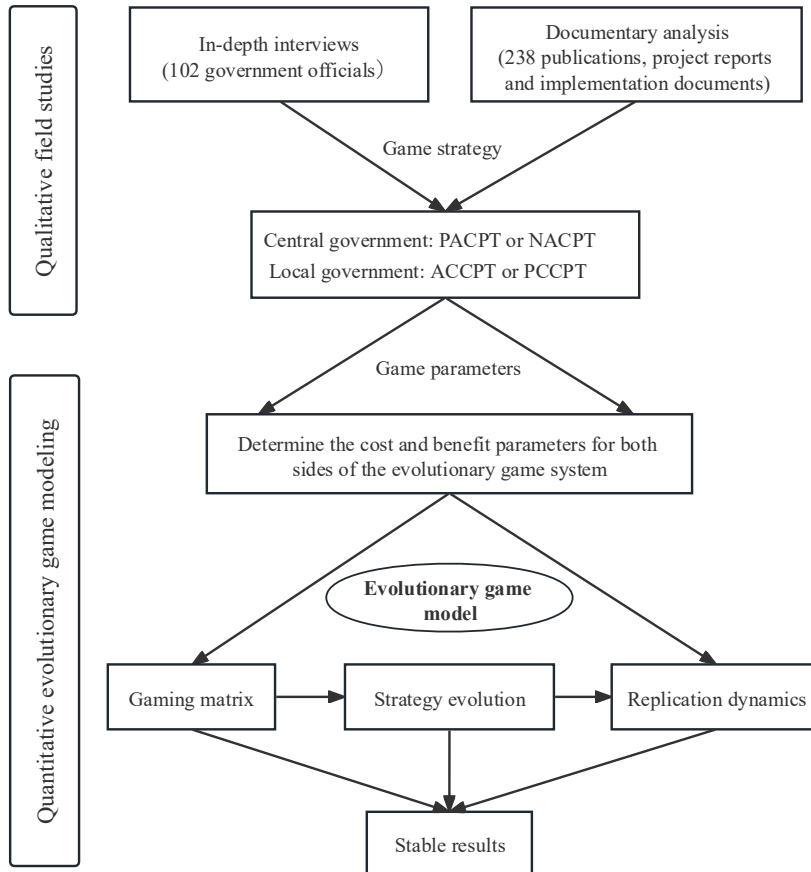 Qualitative field studies
In-depth interviews
(102 government officials）
Documentary analysis
(238 publications, project reports
and implementation documents)
Game strategy
Central government: PACPT or NACPT
Local government: ACCPT or PCCPT
Quantitative evolutionary game modeling
Game parameters
Determine the cost and benefit parameters for both
sides of the evolutionary game system
Evolutionary game
model
Gaming matrix
Strategy evolution
Replication dynamics
Stable results